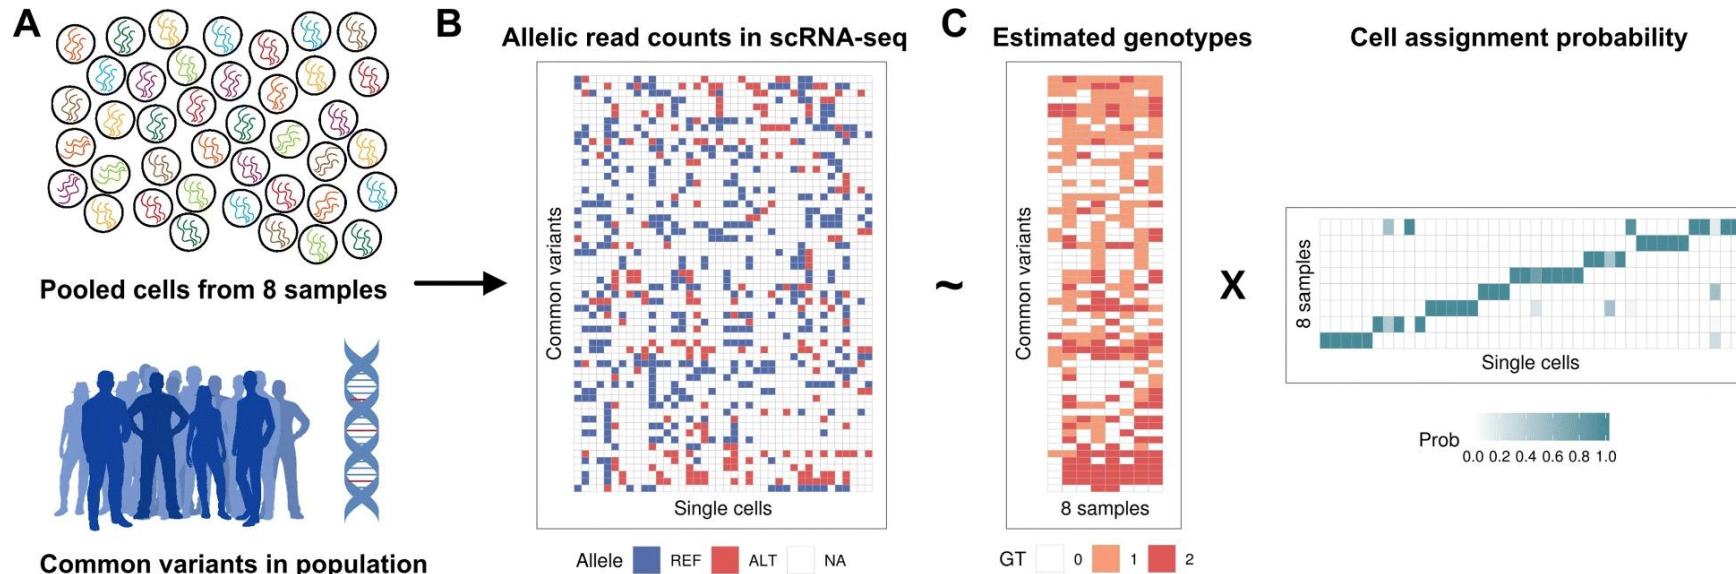 A
Pooled cells from 8 samples
Common variants in population
B
Allelic read counts in scRNA-seq
Common variants
Single cells
Allele REF ALT NA
C
Estimated genotypes
Common variants
8 samples
GT 0 1 2
~
X
Cell assignment probability
8 samples
Single cells
Prob
0.0 0.2 0.4 0.6 0.8 1.0